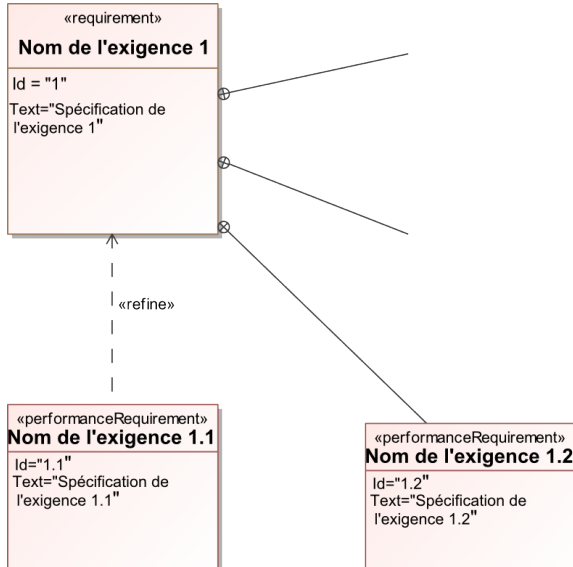 «requirement»
Nom de l'exigence 1
Id = "1"
Text="Spécification de
l'exigence 1"
«refine»
«performanceRequirement»
Nom de l'exigence 1.1
Id="1.1"
Text="Spécification de
l'exigence 1.1"
«performanceRequirement»
Nom de l'exigence 1.2
Id="1.2"
Text="Spécification de
l'exigence 1.2"